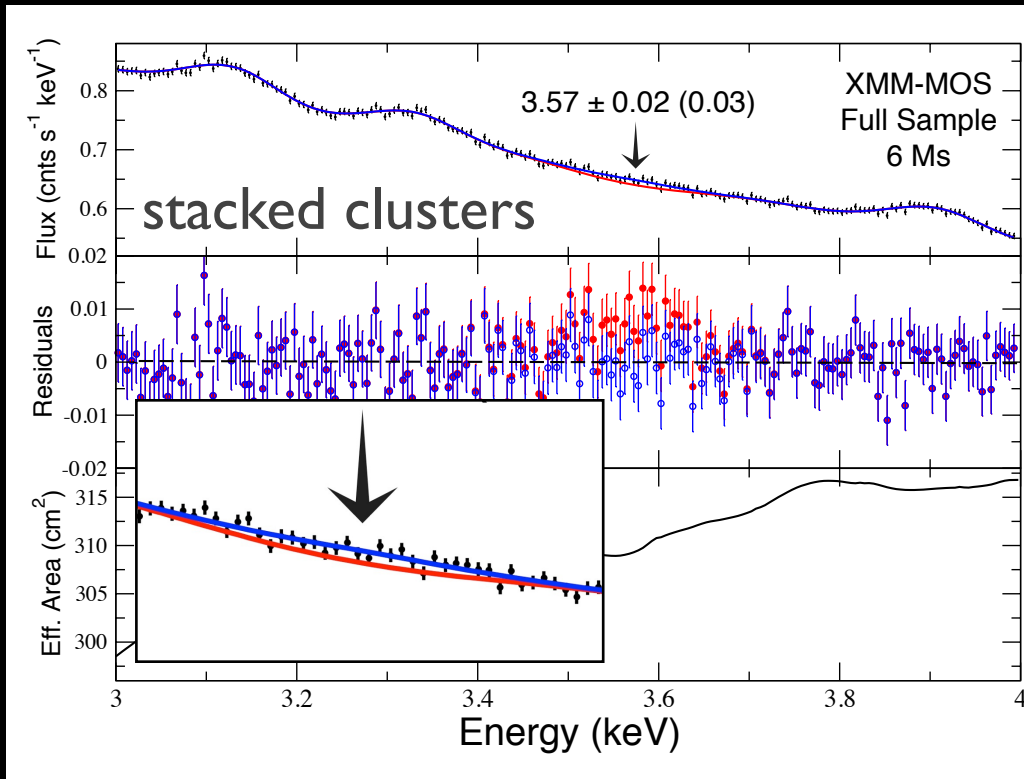 Flux (cnts s⁻¹ keV⁻¹)
0.8
0.7
0.6
3.57 ± 0.02 (0.03)
XMM-MOS
Full Sample
6 Ms
stacked clusters
Residuals
0.02
0.01
0
-0.01
-0.02
Eff. Area (cm²)
315
310
305
300
3
3.2
3.4
3.6
3.8
4
Energy (keV)